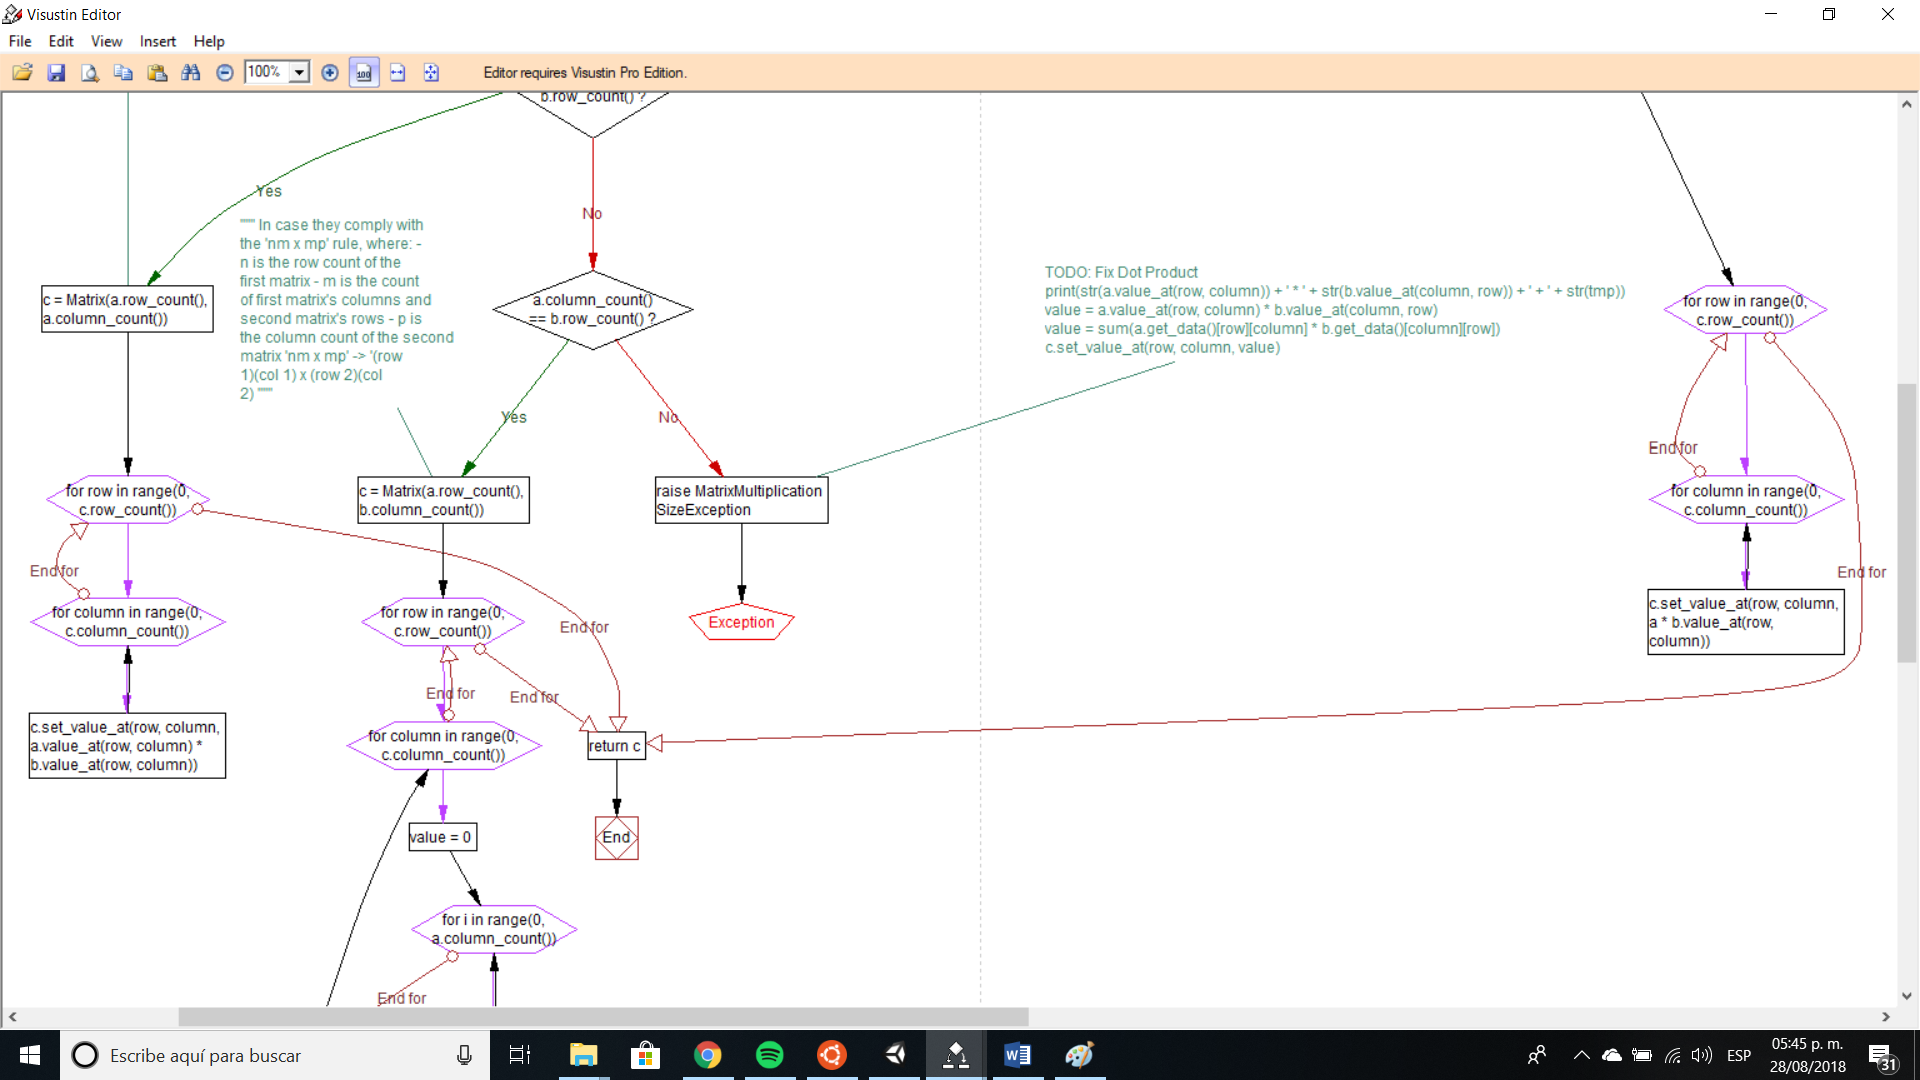 Visustin Editor
File Edit View Insert Help
100%
100
Editor requires Visustin Pro Edition.
b.row_count() ?
Yes
No
""" In case they comply with
the 'nm x mp' rule, where: -
n is the row count of the
first matrix - m is the count
of first matrix's columns and
second matrix's rows - p is
the column count of the second
matrix 'nm x mp' -> '(row
1)(col 1) x (row 2)(col
2) """
c = Matrix(a.row_count(),
a.column_count())
a.column_count()
== b.row_count() ?
TODO: Fix Dot Product
print(str(a.value_at(row, column)) + ' * ' + str(b.value_at(column, row)) + ' + ' + str(tmp))
value = a.value_at(row, column) * b.value_at(column, row)
value = sum(a.get_data()[row][column] * b.get_data()[column][row])
c.set_value_at(row, column, value)
for row in range(0,
c.row_count())
Yes
No
End for
for row in range(0,
c.row_count())
c = Matrix(a.row_count(),
b.column_count())
raise MatrixMultiplication
SizeException
for column in range(0,
c.column_count())
End for
End for
for column in range(0,
c.column_count())
for row in range(0,
c.row_count())
End for
Exception
c.set_value_at(row, column,
a * b.value_at(row,
column))
End for
End for
c.set_value_at(row, column,
a.value_at(row, column) *
b.value_at(row, column))
for column in range(0,
c.column_count())
return c
value = 0
End
for i in range(0,
a.column_count())
End for
Escribe aquí para buscar
ESP
05:45 p. m.
28/08/2018
31